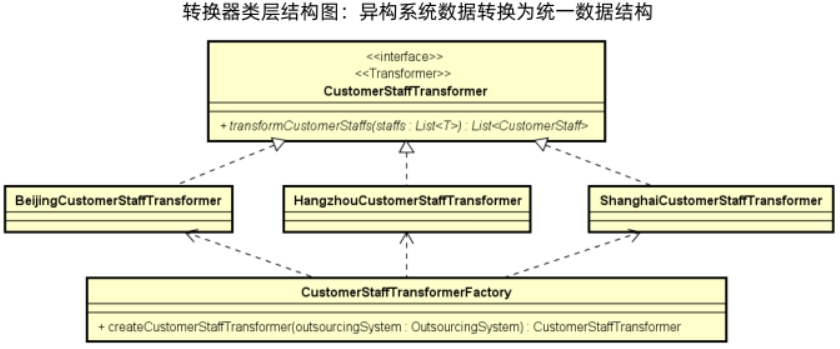 转换器类层结构图：异构系统数据转换为统一数据结构
<<interface>>
<<Transformer>>
CustomerStaffTransformer
+ transformCustomerStaffs(staffs : List<T>) : List<CustomerStaff>
BeijingCustomerStaffTransformer
HangzhouCustomerStaffTransformer
ShanghaiCustomerStaffTransformer
CustomerStaffTransformerFactory
+ createCustomerStaffTransformer(outsourcingSystem : OutsourcingSystem) : CustomerStaffTransformer